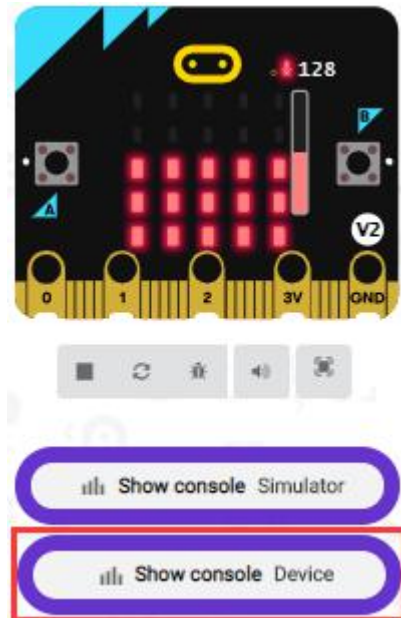 128
B
A
V2
0 1 2 3V GND
Show console Simulator
Show console Device